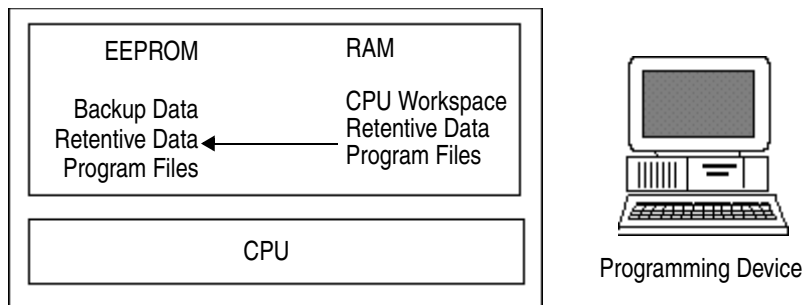 EEPROM
Backup Data
Retentive Data
Program Files
RAM
CPU Workspace
Retentive Data
Program Files
CPU
Programming Device